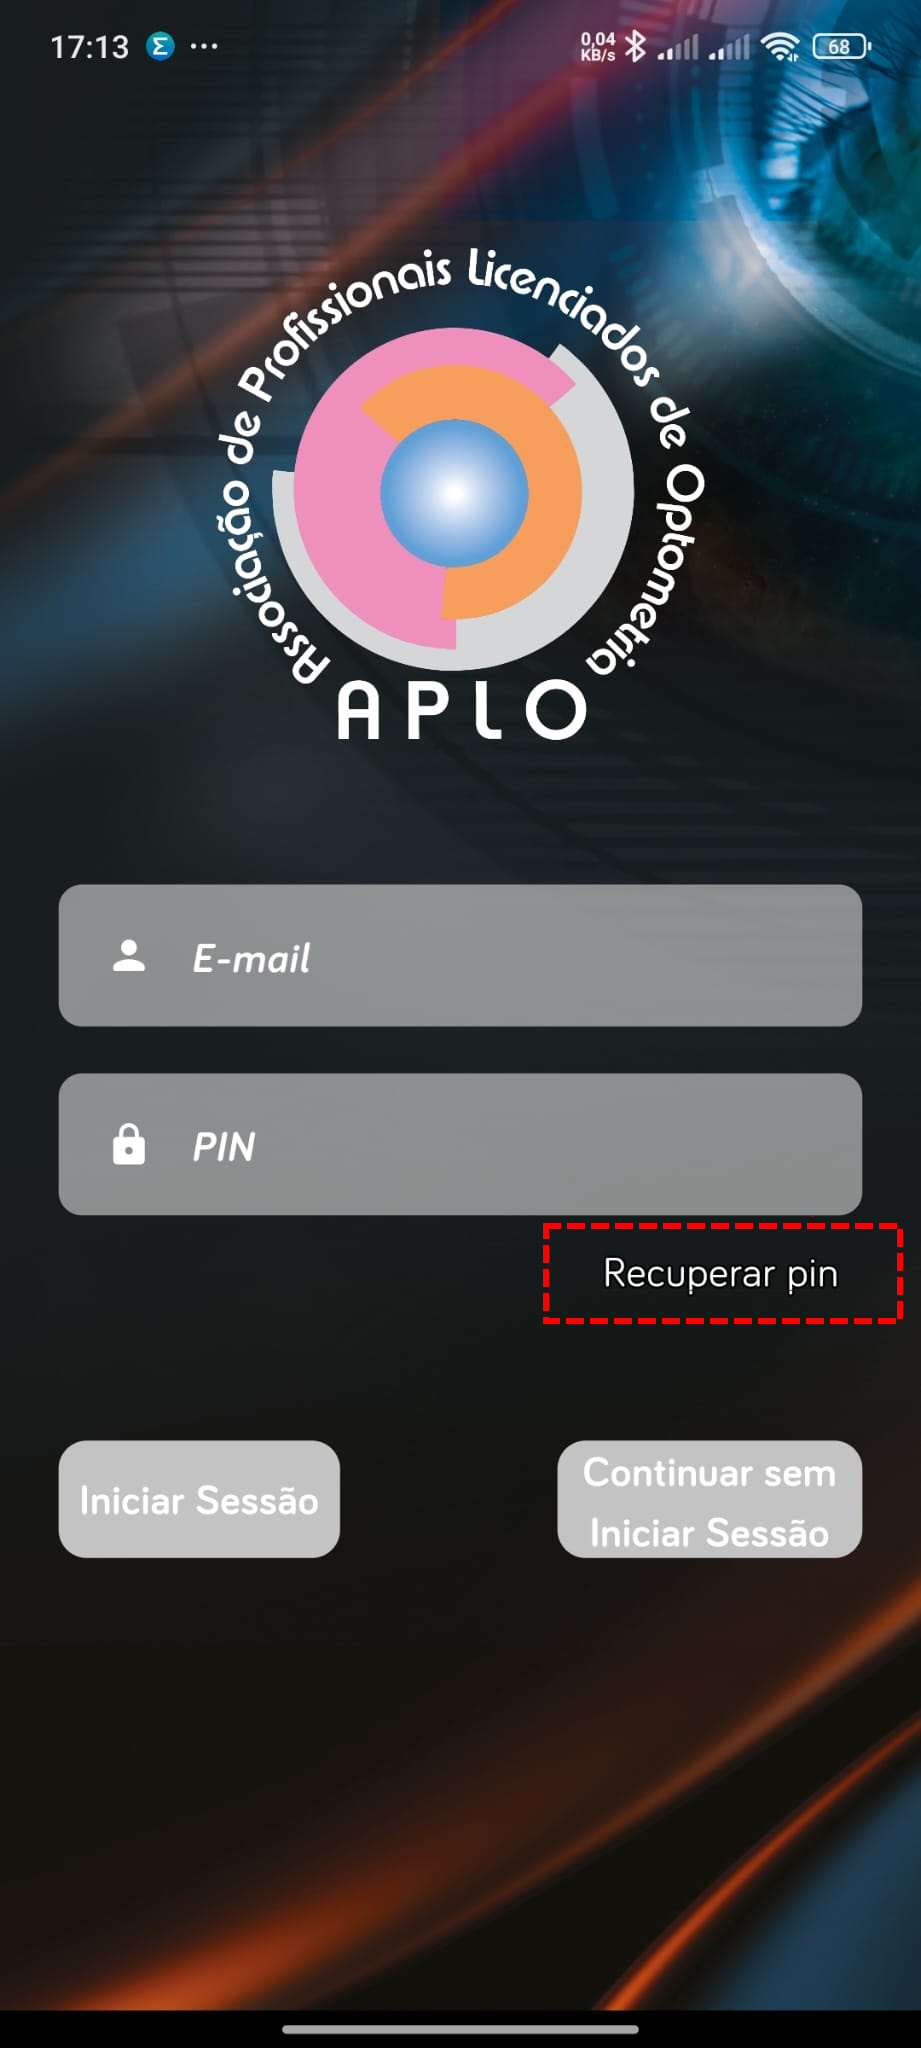 17:13
0,04
KB/s
68
Associação de Profissionais Licenciados de Optometria
APLO
E-mail
PIN
Recuperar pin
Iniciar Sessão
Continuar sem
Iniciar Sessão